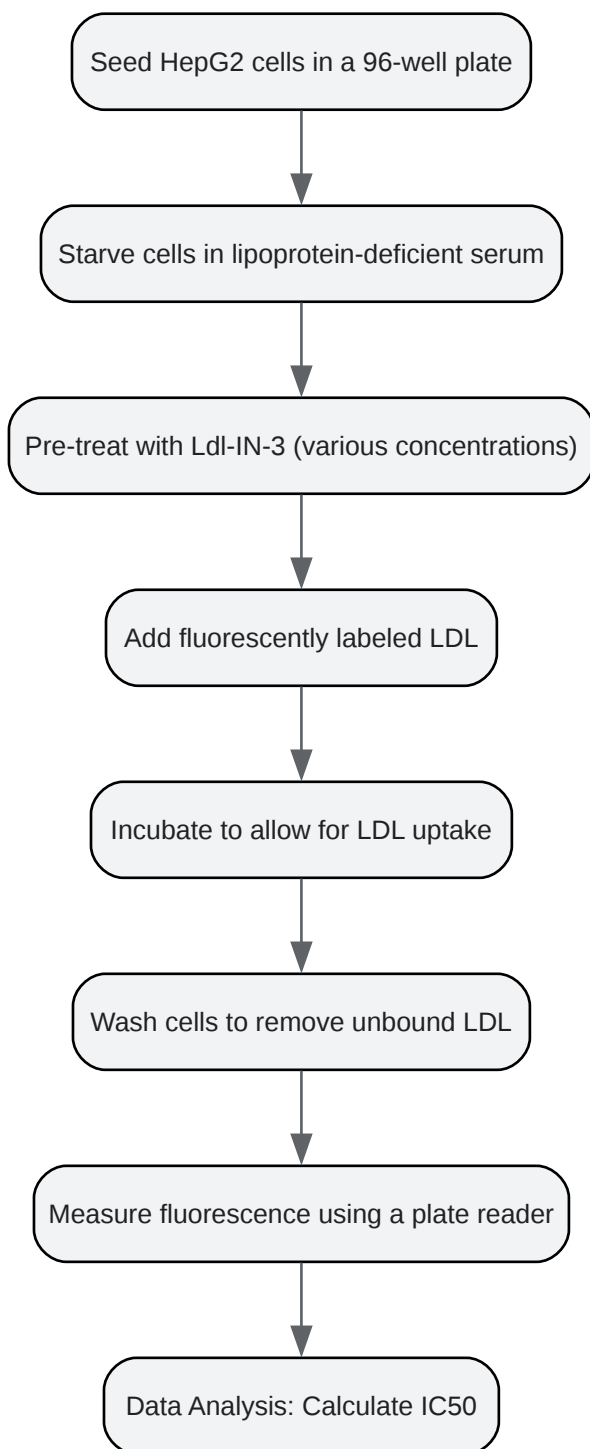 Seed HepG2 cells in a 96-well plate
Starve cells in lipoprotein-deficient serum
Pre-treat with Ldl-IN-3 (various concentrations)
Add fluorescently labeled LDL
Incubate to allow for LDL uptake
Wash cells to remove unbound LDL
Measure fluorescence using a plate reader
Data Analysis: Calculate IC50